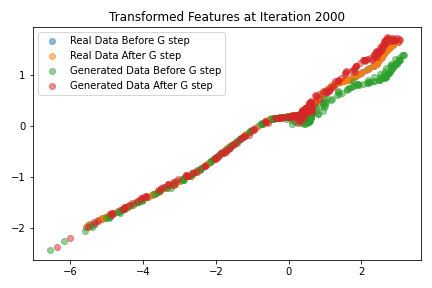 Transformed Features at Iteration 2000
Real Data Before G step
Real Data After G step
Generated Data Before G step
Generated Data After G step
1
0
−1
−2
−6 −4 −2 0 2